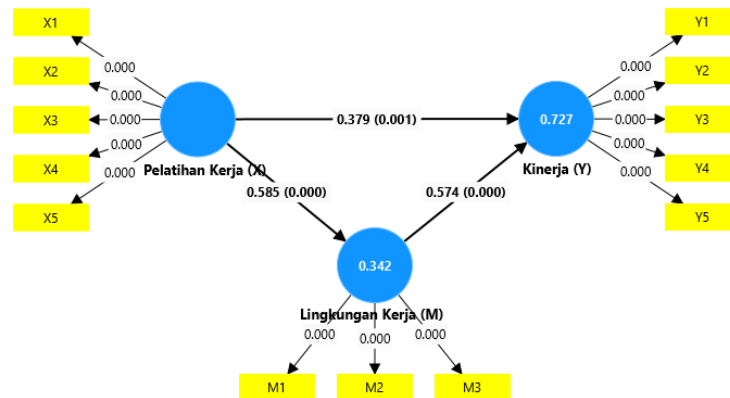 X1
X2
X3
X4
X5
0.000
0.000
0.000
0.000
0.000
Pelatihan Kerja (X)
0.379 (0.001)
0.585 (0.000)
0.574 (0.000)
0.727
Kinerja (Y)
0.000
0.000
0.000
0.000
0.000
Y1
Y2
Y3
Y4
Y5
0.342
Lingkungan Kerja (M)
0.000
0.000
0.000
M1
M2
M3